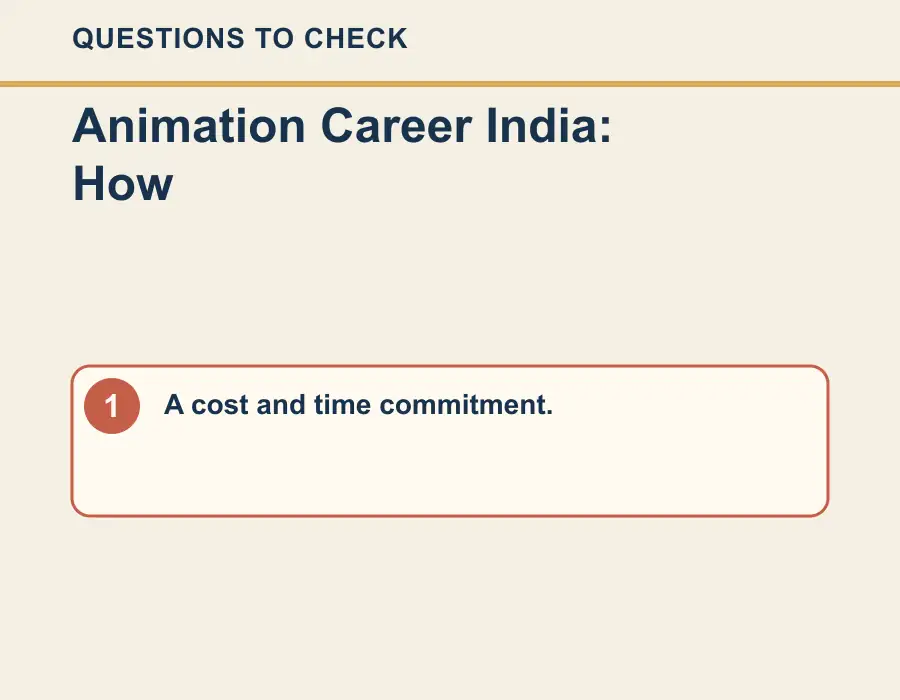 QUESTIONS TO CHECK
Animation Career India:
How
1 A cost and time commitment.